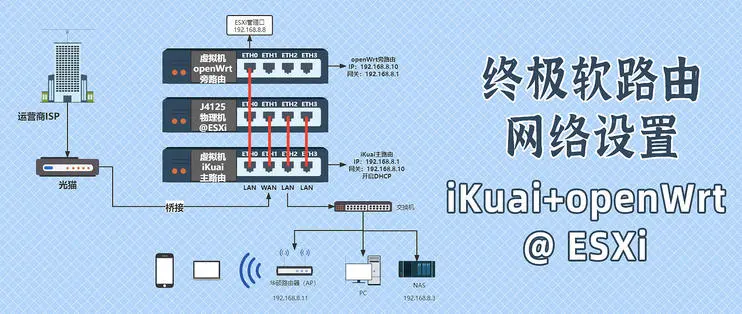 ESXi管理口
192.168.8.8
虚拟机
openWrt
旁路由
ETH0 ETH1 ETH2 ETH3
openWrt旁路由
IP: 192.168.8.10
网关: 192.168.8.1
运营商ISP
J4125
物理机
@ESXi
ETH0 ETH1 ETH2 ETH3
虚拟机
iKuai
主路由
ETH0 ETH1 ETH2 ETH3
LAN WAN LAN LAN
iKuai主路由
IP: 192.168.8.1
网关: 192.168.8.10
开启DHCP
光猫
桥接
交换机
华硕路由器（AP）
192.168.8.11
PC
NAS
192.168.8.3
终极软路由
网络设置
iKuai+openWrt
@ ESXi